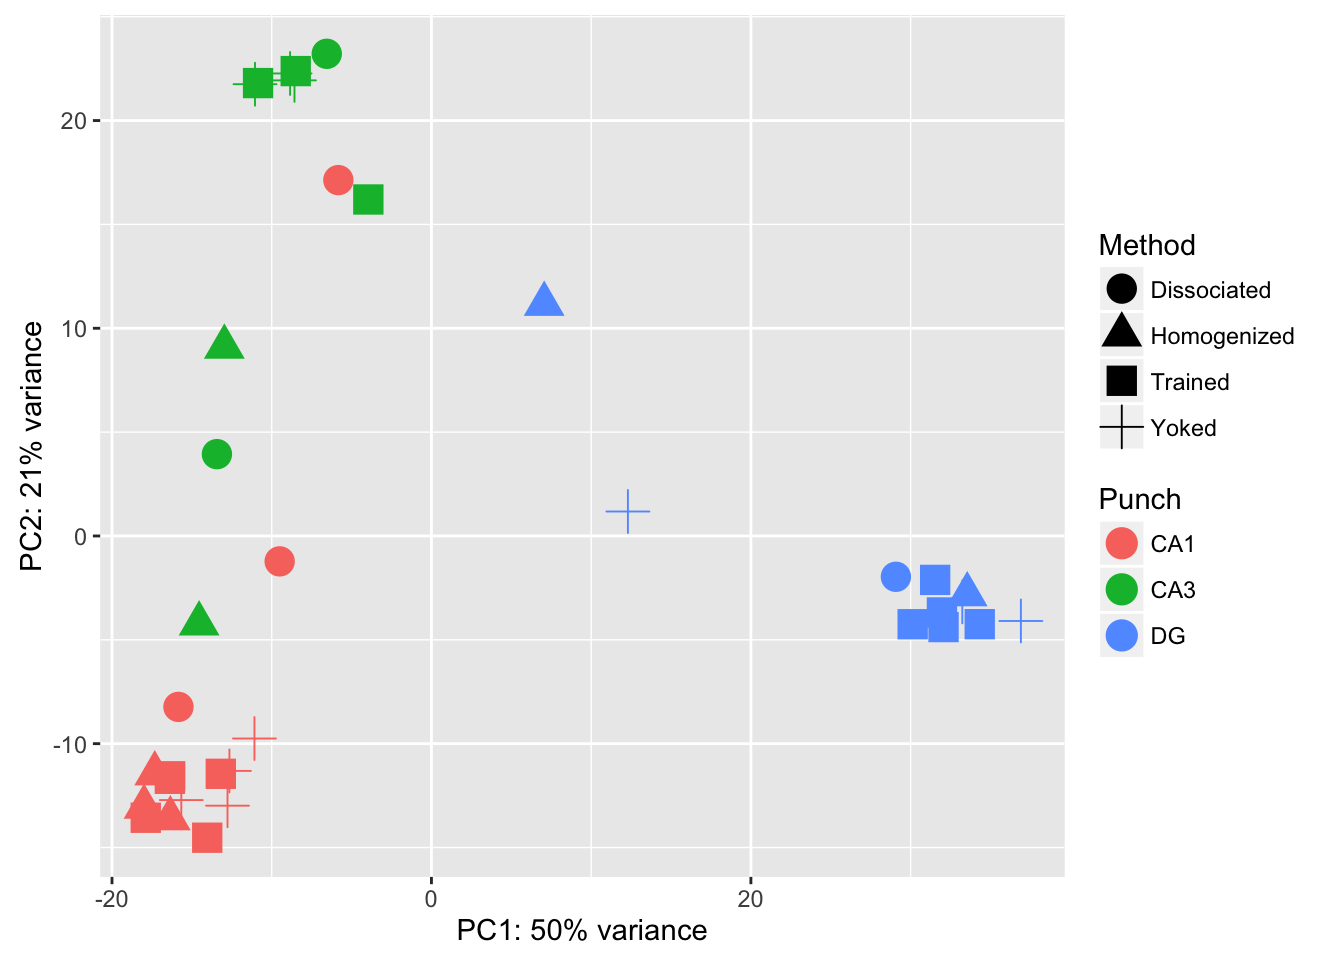 20
10
0
-10
-20
0
20
PC1: 50% variance
PC2: 21% variance
Method
Dissociated
Homogenized
Trained
Yoked
Punch
CA1
CA3
DG